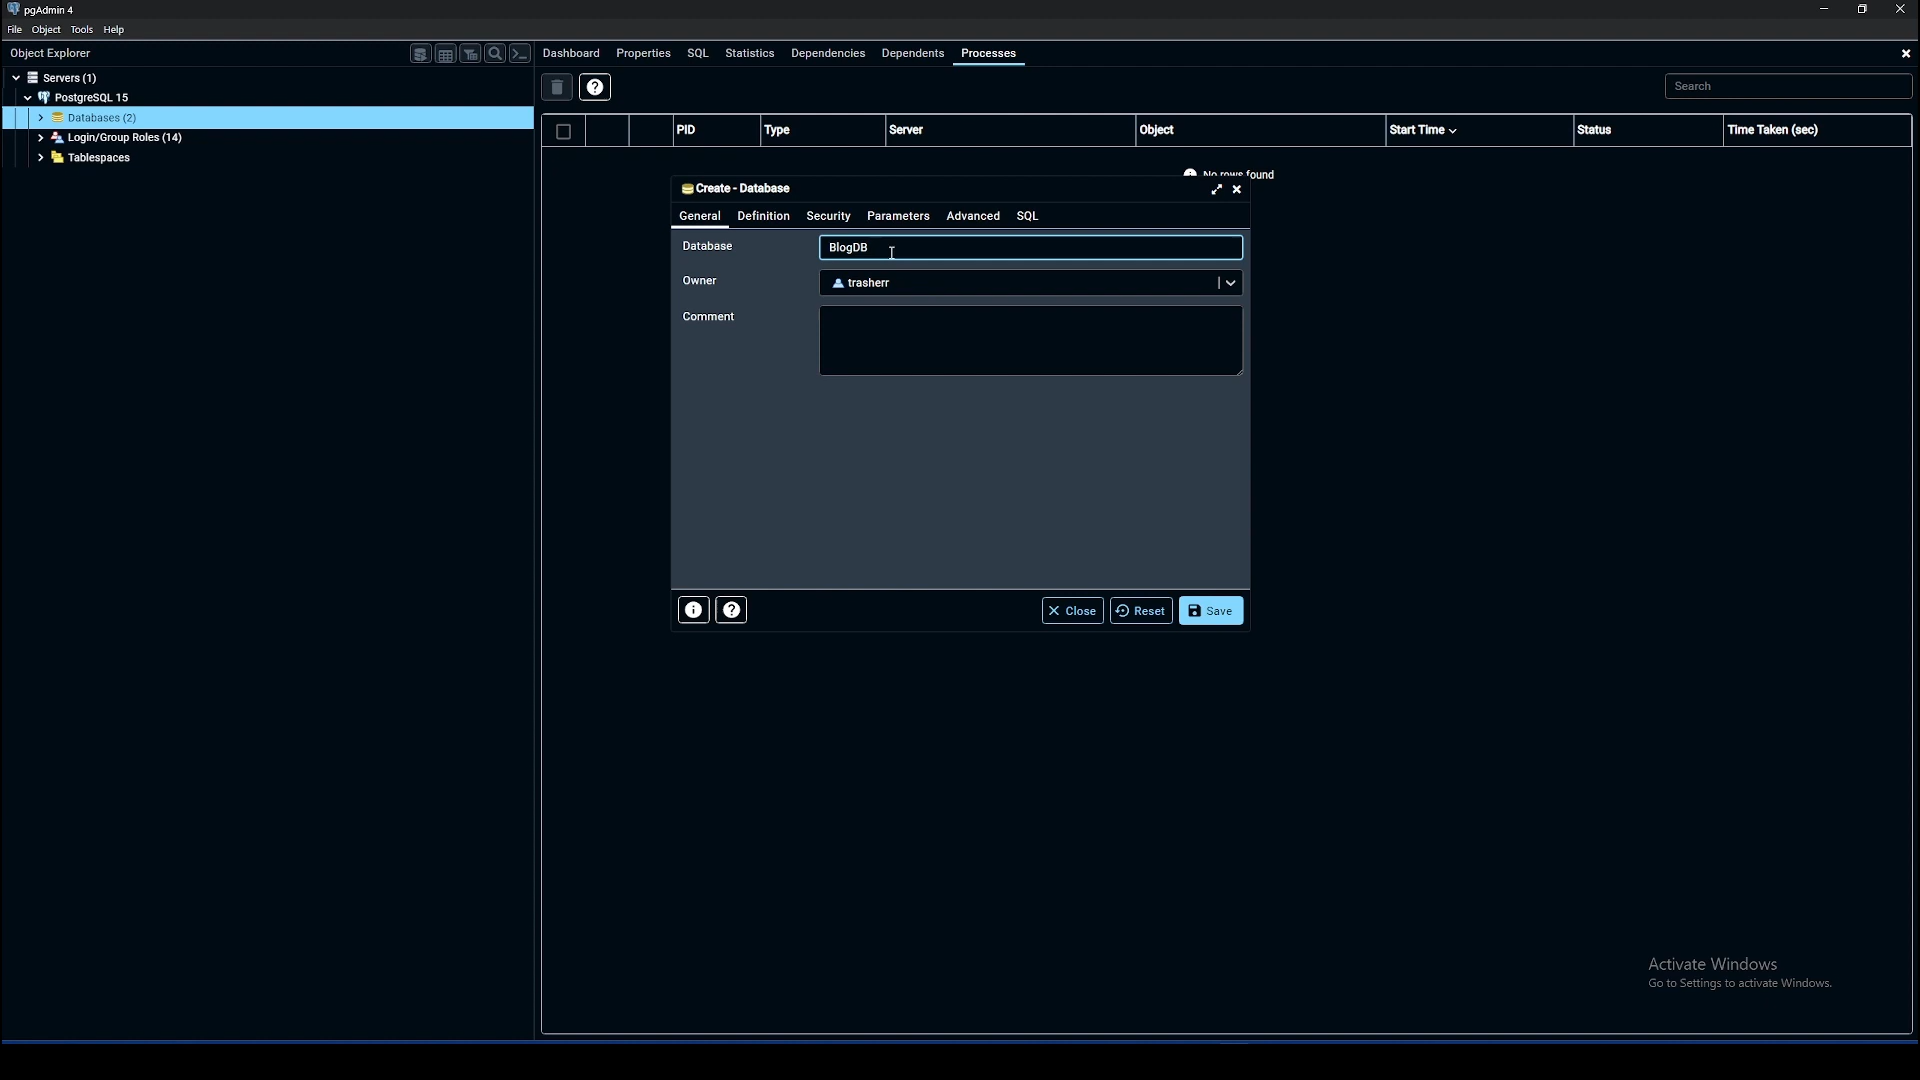 pgAdmin 4
File Object Tools Help
Object Explorer
Dashboard Properties SQL Statistics Dependencies Dependents Processes
Servers (1)
PostgreSQL 15
Databases (2)
Login/Group Roles (14)
Tablespaces
Search
PID Type Server Object Start Time Status Time Taken (sec)
No rows found
Create - Database
General Definition Security Parameters Advanced SQL
Database BlogDB
Owner trasherr
Comment
Close Reset Save
Activate Windows
Go to Settings to activate Windows.